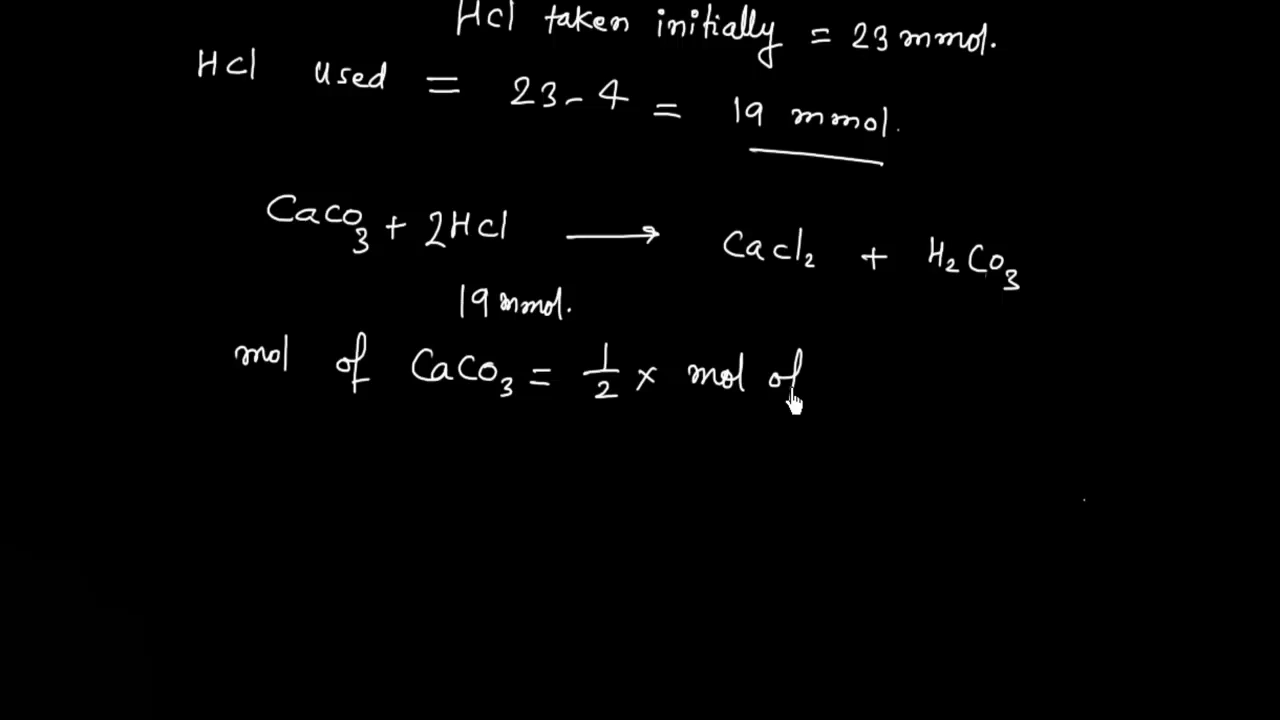 HCl taken initially = 23 mmol.
HCl used = 23 - 4 = 19 mmol.
CaCO3 + 2HCl → CaCl2 + H2CO3
19 mmol.
mol of CaCO3 = 1/2 × mol of